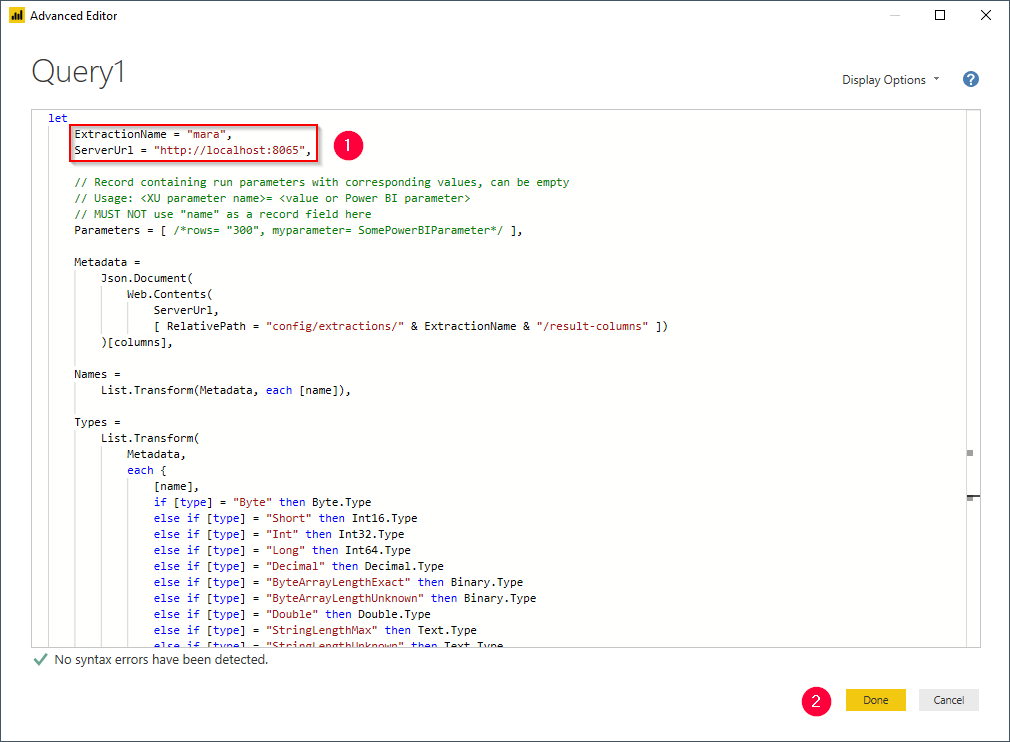 Advanced Editor
Query1
Display Options
?
let
ExtractionName = "mara",
ServerUrl = "http://localhost:8065",
1
// Record containing run parameters with corresponding values, can be empty
// Usage: <XU parameter name>= <value or Power BI parameter>
// MUST NOT use "name" as a record field here
Parameters = [ /*rows= "300", myparameter= SomePowerBIParameter*/ ],
Metadata =
Json.Document(
Web.Contents(
ServerUrl,
[ RelativePath = "config/extractions/" & ExtractionName & "/result-columns" ])
)[columns],
Names =
List.Transform(Metadata, each [name]),
Types =
List.Transform(
Metadata,
each {
[name],
if [type] = "Byte" then Byte.Type
else if [type] = "Short" then Int16.Type
else if [type] = "Int" then Int32.Type
else if [type] = "Long" then Int64.Type
else if [type] = "Decimal" then Decimal.Type
else if [type] = "ByteArrayLengthExact" then Binary.Type
else if [type] = "ByteArrayLengthUnknown" then Binary.Type
else if [type] = "Double" then Double.Type
else if [type] = "StringLengthMax" then Text.Type
else if [type] = "StringLengthUnknown" then Text.Type
No syntax errors have been detected.
2
Done
Cancel